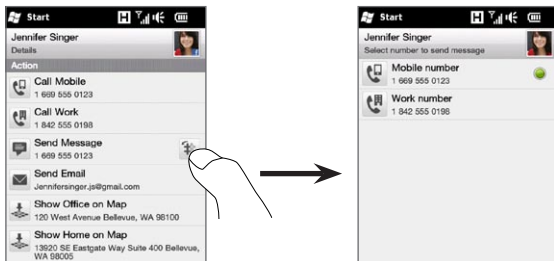 Start
Jennifer Singer
Details
Action
Call Mobile
1 669 555 0123
Call Work
1 842 555 0198
Send Message
1 669 555 0123
Send Email
Jennifersinger.js@gmail.com
Show Office on Map
120 West Avenue Bellevue, WA 98100
Show Home on Map
13920 SE Eastgate Way Suite 400 Bellevue,
WA 98005
Start
Jennifer Singer
Select number to send message
Mobile number
1 669 555 0123
Work number
1 842 555 0198